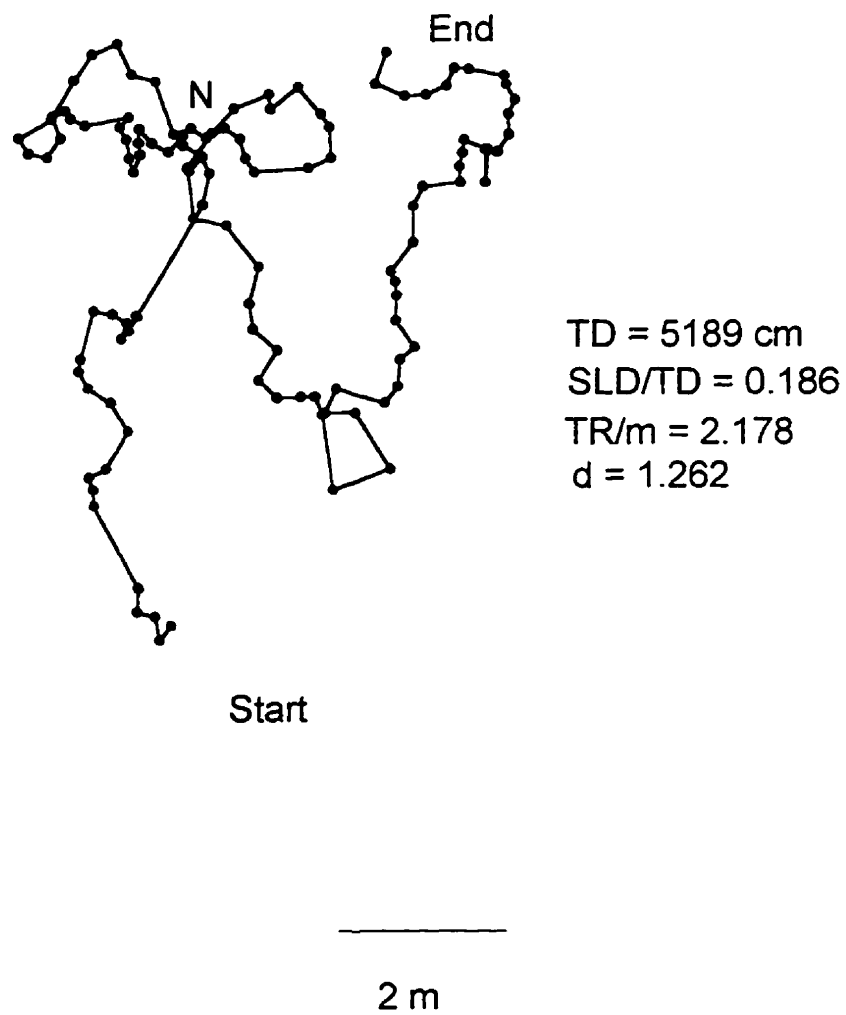 End
N
TD = 5189 cm
SLD/TD = 0.186
TR/m = 2.178
d = 1.262
Start
2 m